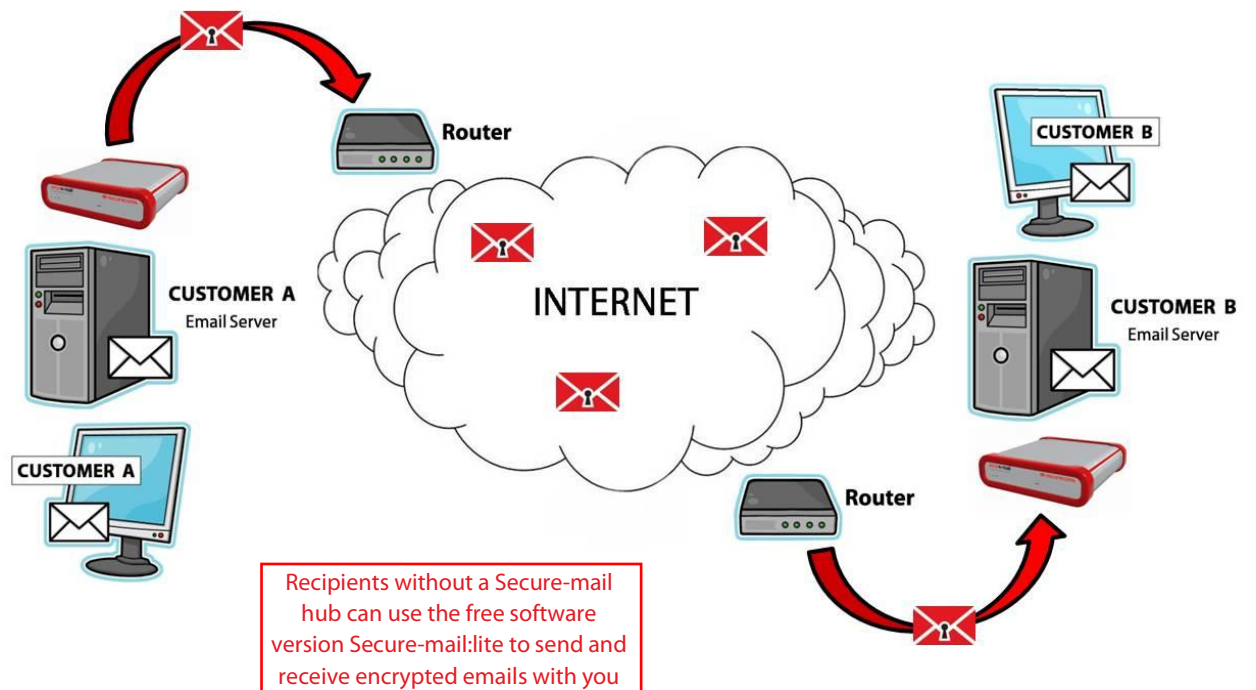 Router
CUSTOMER B
CUSTOMER A
Email Server
INTERNET
CUSTOMER B
Email Server
CUSTOMER A
Router
Recipients without a Secure-mail
hub can use the free software
version Secure-mail:lite to send and
receive encrypted emails with you